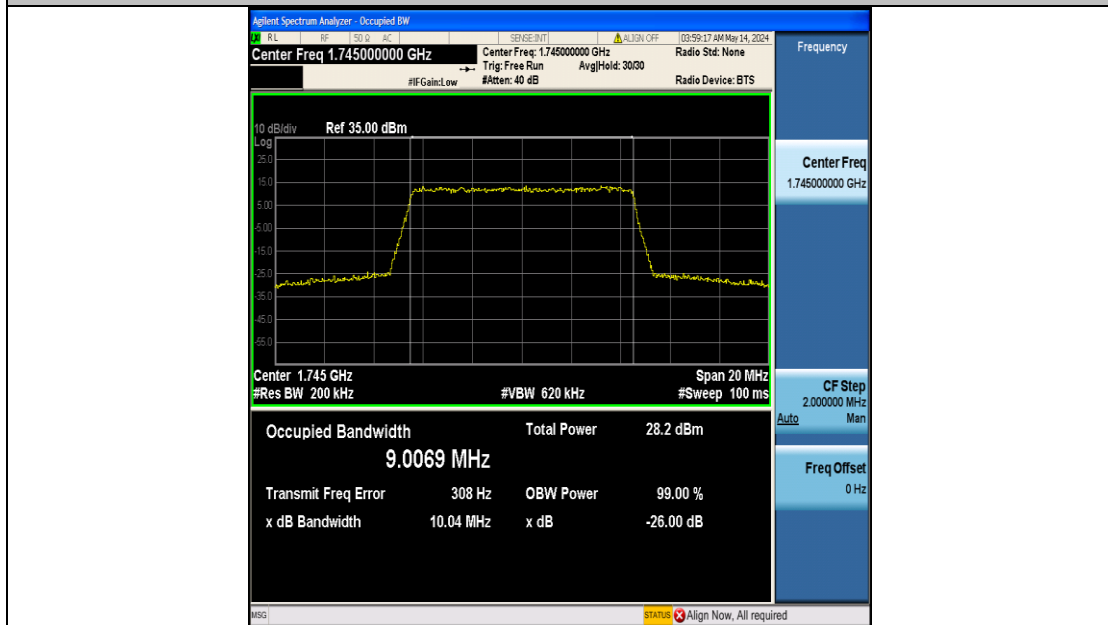 Agilent Spectrum Analyzer - Occupied BW
LXI RL RF 50 Ω AC SENSE:INT ALIGN OFF 03:59:17 AM May 14, 2024
Center Freq 1.745000000 GHz
Center Freq: 1.745000000 GHz
Radio Std: None
Trig: Free Run Avg|Hold: 30/30
#IFGain:Low
#Atten: 40 dB
Radio Device: BTS
10 dB/div Ref 35.00 dBm
Log
25.0
15.0
5.00
-5.00
-15.0
-25.0
-35.0
-45.0
-55.0
Center 1.745 GHz Span 20 MHz
#Res BW 200 kHz #VBW 620 kHz #Sweep 100 ms
Occupied Bandwidth Total Power 28.2 dBm
9.0069 MHz
Transmit Freq Error 308 Hz OBW Power 99.00 %
x dB Bandwidth 10.04 MHz x dB -26.00 dB
MSG STATUS Align Now, All required
Frequency
Center Freq
1.745000000 GHz
CF Step
2.000000 MHz
Auto Man
Freq Offset
0 Hz